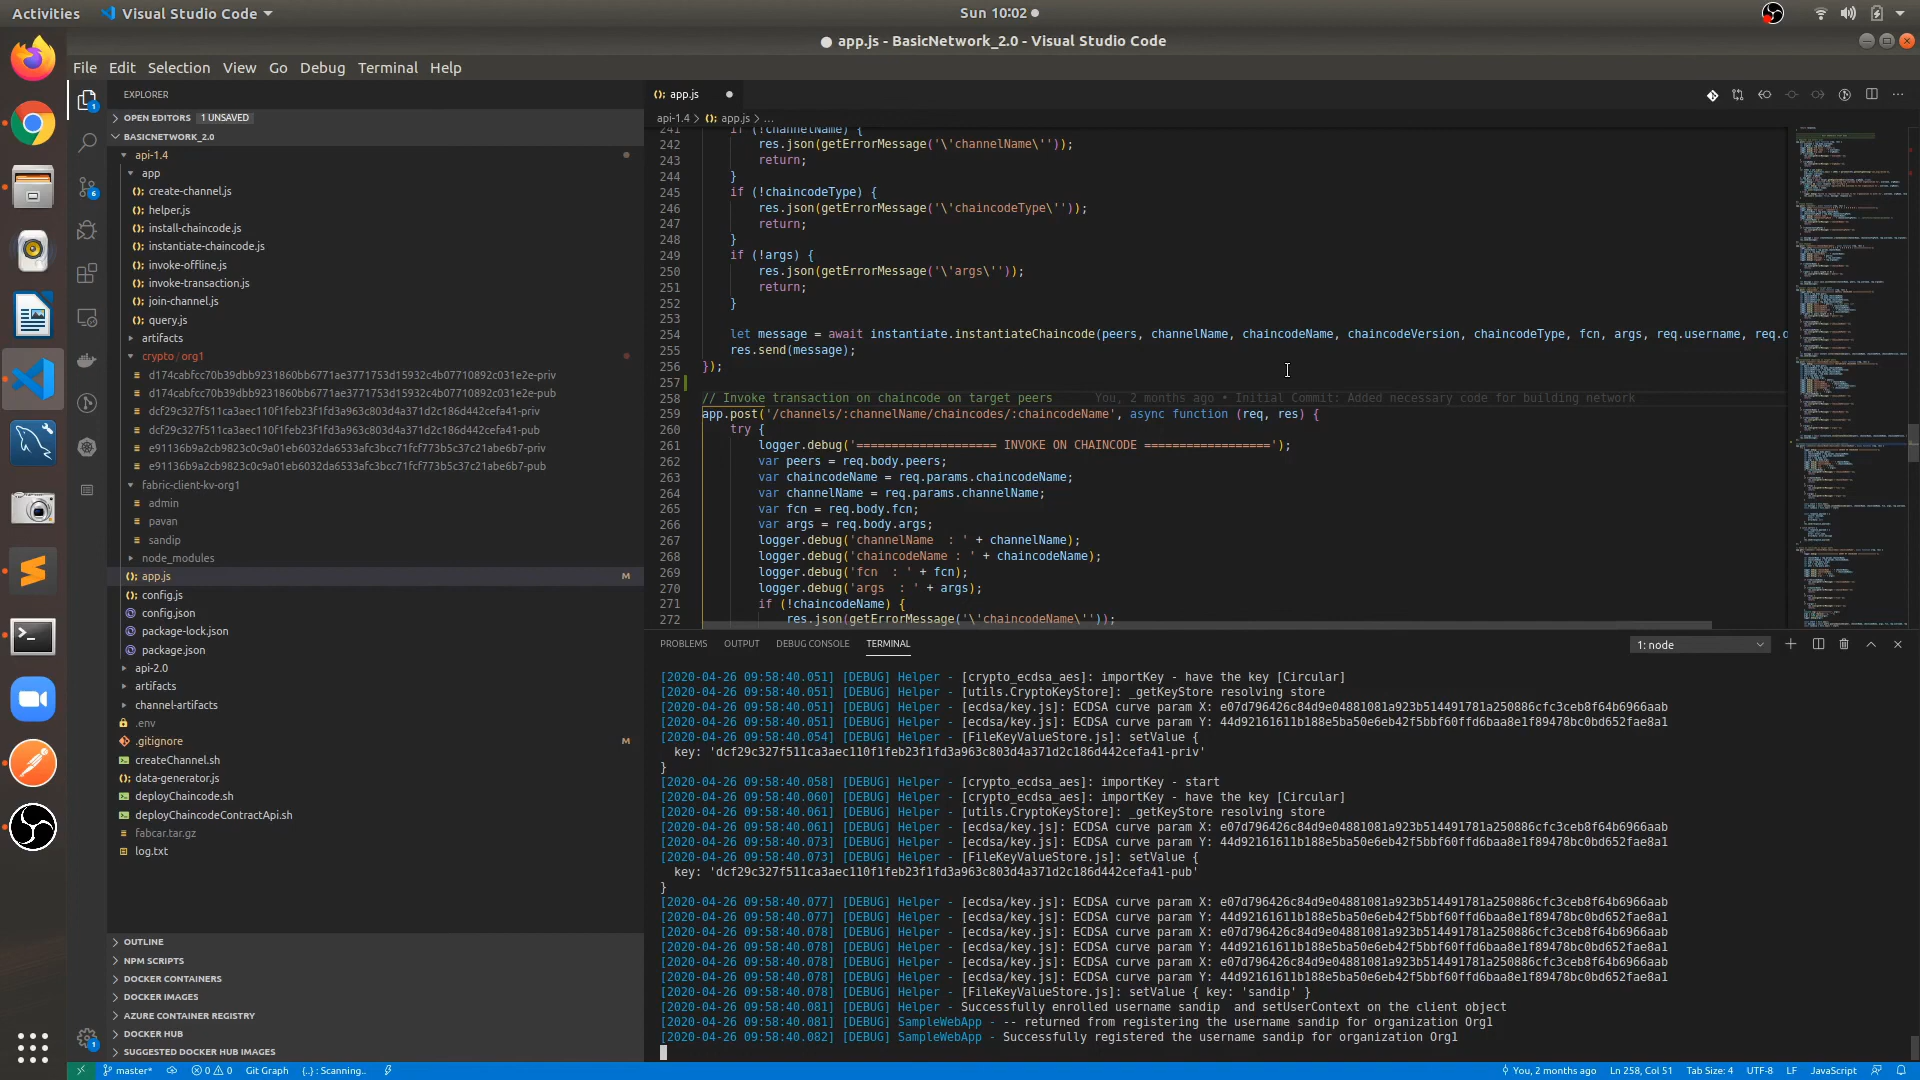 Activities
Visual Studio Code
Sun 10:02
app.js - BasicNetwork_2.0 - Visual Studio Code
File Edit Selection View Go Debug Terminal Help
EXPLORER
OPEN EDITORS 1 UNSAVED
BASICNETWORK_2.0
api-1.4
app
create-channel.js
helper.js
install-chaincode.js
instantiate-chaincode.js
invoke-offline.js
invoke-transaction.js
join-channel.js
query.js
artifacts
crypto / org1
d174cabfcc70b39dbb9231860bb6771ae3771753d15932c4b07710892c031e2e-priv
d174cabfcc70b39dbb9231860bb6771ae3771753d15932c4b07710892c031e2e-pub
dcf29c327f511ca3aec110f1feb23f1fd3a963c803d4a371d2c186d442cefa41-priv
dcf29c327f511ca3aec110f1feb23f1fd3a963c803d4a371d2c186d442cefa41-pub
e91136b9a2cb9823c0c9a01eb6032da6533afc3bcc71fcf773b5c37c21abe6b7-priv
e91136b9a2cb9823c0c9a01eb6032da6533afc3bcc71fcf773b5c37c21abe6b7-pub
fabric-client-kv-org1
admin
pavan
sandip
node_modules
app.js M
config.js
config.json
package-lock.json
package.json
api-2.0
artifacts
channel-artifacts
.env
.gitignore M
createChannel.sh
data-generator.js
deployChaincode.sh
deployChaincodeContractApi.sh
fabcar.tar.gz
log.txt
OUTLINE
NPM SCRIPTS
DOCKER CONTAINERS
DOCKER IMAGES
AZURE CONTAINER REGISTRY
DOCKER HUB
SUGGESTED DOCKER HUB IMAGES
app.js
api-1.4 > app.js > ...
241 if (!channelName) {
242 res.json(getErrorMessage('\'channelName\''));
243 return;
244 }
245 if (!chaincodeType) {
246 res.json(getErrorMessage('\'chaincodeType\''));
247 return;
248 }
249 if (!args) {
250 res.json(getErrorMessage('\'args\''));
251 return;
252 }
253
254 let message = await instantiate.instantiateChaincode(peers, channelName, chaincodeName, chaincodeVersion, chaincodeType, fcn, args, req.username, req.o
255 res.send(message);
256 });
257
258 // Invoke transaction on chaincode on target peers You, 2 months ago • Initial Commit: Added necessary code for building network
259 app.post('/channels/:channelName/chaincodes/:chaincodeName', async function (req, res) {
260 try {
261 logger.debug('==================== INVOKE ON CHAINCODE ==================');
262 var peers = req.body.peers;
263 var chaincodeName = req.params.chaincodeName;
264 var channelName = req.params.channelName;
265 var fcn = req.body.fcn;
266 var args = req.body.args;
267 logger.debug('channelName  : ' + channelName);
268 logger.debug('chaincodeName : ' + chaincodeName);
269 logger.debug('fcn  : ' + fcn);
270 logger.debug('args  : ' + args);
271 if (!chaincodeName) {
272 res.json(getErrorMessage('\'chaincodeName\''));
PROBLEMS OUTPUT DEBUG CONSOLE TERMINAL
1: node
[2020-04-26 09:58:40.051] [DEBUG] Helper - [crypto_ecdsa_aes]: importKey - have the key [Circular]
[2020-04-26 09:58:40.051] [DEBUG] Helper - [utils.CryptoKeyStore]: _getKeyStore resolving store
[2020-04-26 09:58:40.051] [DEBUG] Helper - [ecdsa/key.js]: ECDSA curve param X: e07d796426c84d9e04881081a923b514491781a250886cfc3ceb8f64b6966aab
[2020-04-26 09:58:40.051] [DEBUG] Helper - [ecdsa/key.js]: ECDSA curve param Y: 44d92161611b188e5ba50e6eb42f5bbf60ffd6baa8e1f89478bc0bd652fae8a1
[2020-04-26 09:58:40.054] [DEBUG] Helper - [FileKeyValueStore.js]: setValue {
key: 'dcf29c327f511ca3aec110f1feb23f1fd3a963c803d4a371d2c186d442cefa41-priv'
}
[2020-04-26 09:58:40.058] [DEBUG] Helper - [crypto_ecdsa_aes]: importKey - start
[2020-04-26 09:58:40.060] [DEBUG] Helper - [crypto_ecdsa_aes]: importKey - have the key [Circular]
[2020-04-26 09:58:40.061] [DEBUG] Helper - [utils.CryptoKeyStore]: _getKeyStore resolving store
[2020-04-26 09:58:40.061] [DEBUG] Helper - [ecdsa/key.js]: ECDSA curve param X: e07d796426c84d9e04881081a923b514491781a250886cfc3ceb8f64b6966aab
[2020-04-26 09:58:40.073] [DEBUG] Helper - [ecdsa/key.js]: ECDSA curve param Y: 44d92161611b188e5ba50e6eb42f5bbf60ffd6baa8e1f89478bc0bd652fae8a1
[2020-04-26 09:58:40.073] [DEBUG] Helper - [FileKeyValueStore.js]: setValue {
key: 'dcf29c327f511ca3aec110f1feb23f1fd3a963c803d4a371d2c186d442cefa41-pub'
}
[2020-04-26 09:58:40.077] [DEBUG] Helper - [ecdsa/key.js]: ECDSA curve param X: e07d796426c84d9e04881081a923b514491781a250886cfc3ceb8f64b6966aab
[2020-04-26 09:58:40.077] [DEBUG] Helper - [ecdsa/key.js]: ECDSA curve param Y: 44d92161611b188e5ba50e6eb42f5bbf60ffd6baa8e1f89478bc0bd652fae8a1
[2020-04-26 09:58:40.078] [DEBUG] Helper - [ecdsa/key.js]: ECDSA curve param X: e07d796426c84d9e04881081a923b514491781a250886cfc3ceb8f64b6966aab
[2020-04-26 09:58:40.078] [DEBUG] Helper - [ecdsa/key.js]: ECDSA curve param Y: 44d92161611b188e5ba50e6eb42f5bbf60ffd6baa8e1f89478bc0bd652fae8a1
[2020-04-26 09:58:40.078] [DEBUG] Helper - [ecdsa/key.js]: ECDSA curve param X: e07d796426c84d9e04881081a923b514491781a250886cfc3ceb8f64b6966aab
[2020-04-26 09:58:40.078] [DEBUG] Helper - [ecdsa/key.js]: ECDSA curve param Y: 44d92161611b188e5ba50e6eb42f5bbf60ffd6baa8e1f89478bc0bd652fae8a1
[2020-04-26 09:58:40.078] [DEBUG] Helper - [FileKeyValueStore.js]: setValue { key: 'sandip' }
[2020-04-26 09:58:40.081] [DEBUG] Helper - Successfully enrolled username sandip  and setUserContext on the client object
[2020-04-26 09:58:40.081] [DEBUG] SampleWebApp - -- returned from registering the username sandip for organization Org1
[2020-04-26 09:58:40.082] [DEBUG] SampleWebApp - Successfully registered the username sandip for organization Org1
master* 0 0 Git Graph {..} : Scanning.. You, 2 months ago Ln 258, Col 51 Tab Size: 4 UTF-8 LF JavaScript